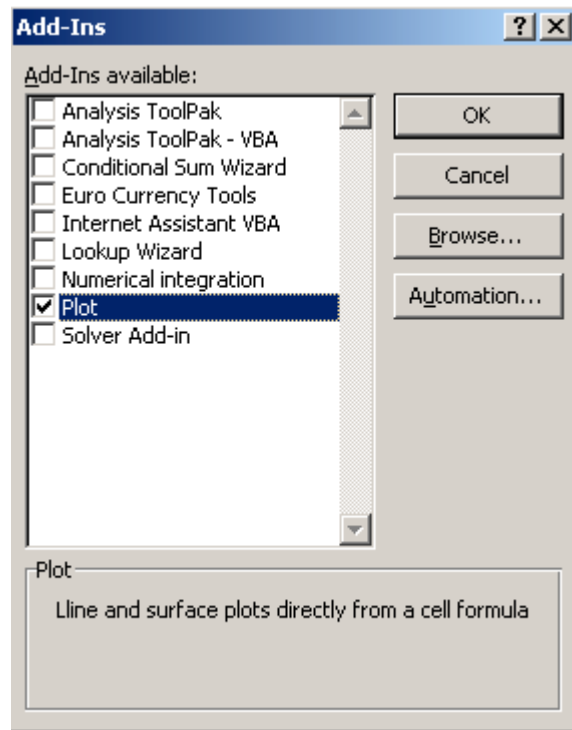 Add-Ins
Add-Ins available:
Analysis ToolPak
Analysis ToolPak - VBA
Conditional Sum Wizard
Euro Currency Tools
Internet Assistant VBA
Lookup Wizard
Numerical integration
Plot
Solver Add-in
OK
Cancel
Browse...
Automation...
Plot
Lline and surface plots directly from a cell formula